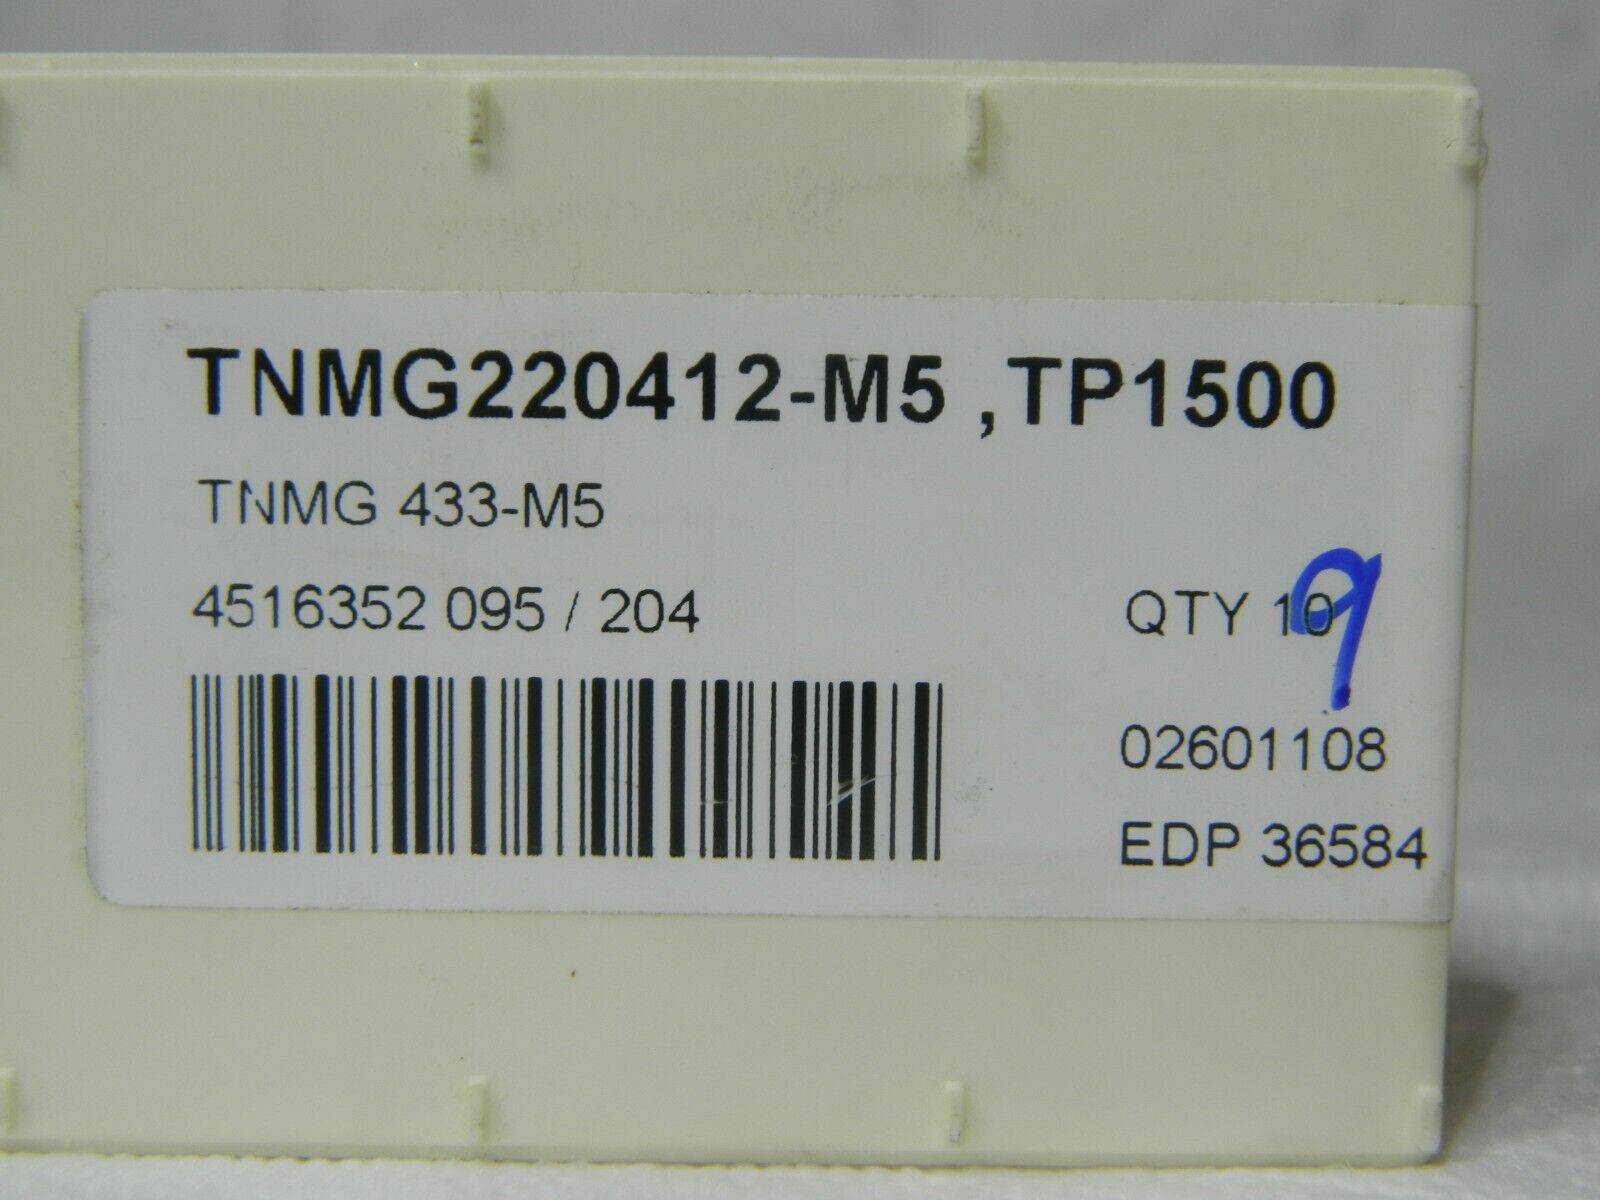 TNMG220412-M5 ,TP1500
TNMG 433-M5
4516352 095 / 204
QTY 10 9
02601108
EDP 36584